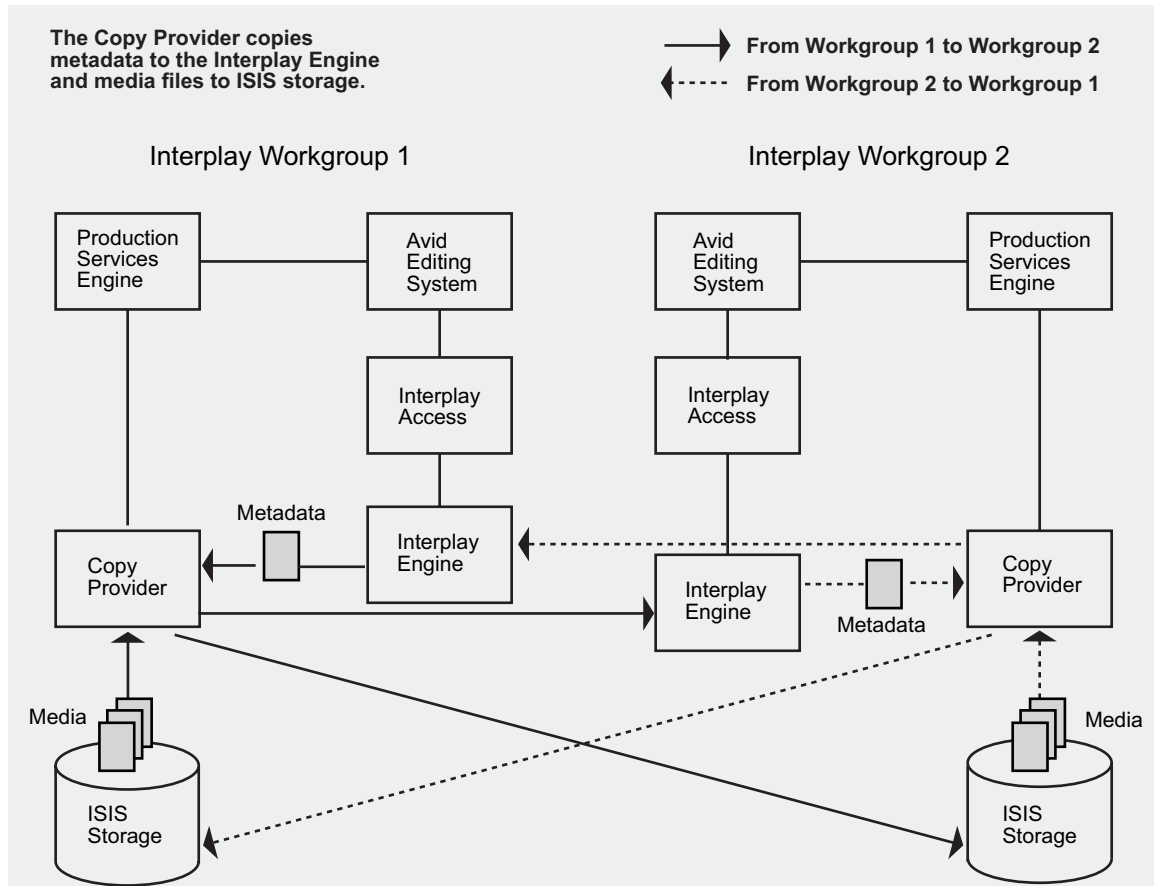 The Copy Provider copies
metadata to the Interplay Engine
and media files to ISIS storage.
From Workgroup 1 to Workgroup 2
From Workgroup 2 to Workgroup 1
Interplay Workgroup 1
Interplay Workgroup 2
Production
Services
Engine
Avid
Editing
System
Avid
Editing
System
Production
Services
Engine
Interplay
Access
Interplay
Access
Metadata
Copy
Provider
Interplay
Engine
Interplay
Engine
Metadata
Copy
Provider
Media
ISIS
Storage
Media
ISIS
Storage